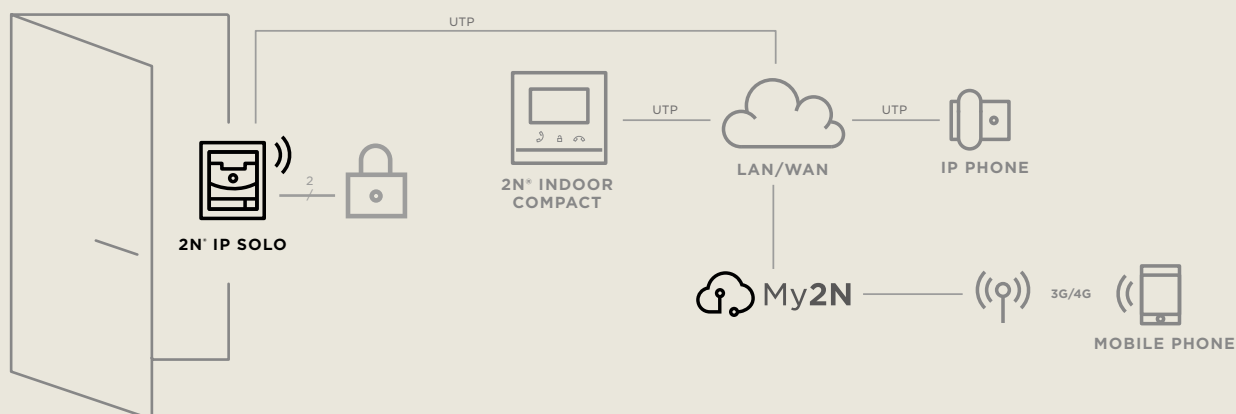 UTP
UTP
UTP
2
2N® IP SOLO
2N® INDOOR
COMPACT
LAN/WAN
IP PHONE
My2N
3G/4G
MOBILE PHONE